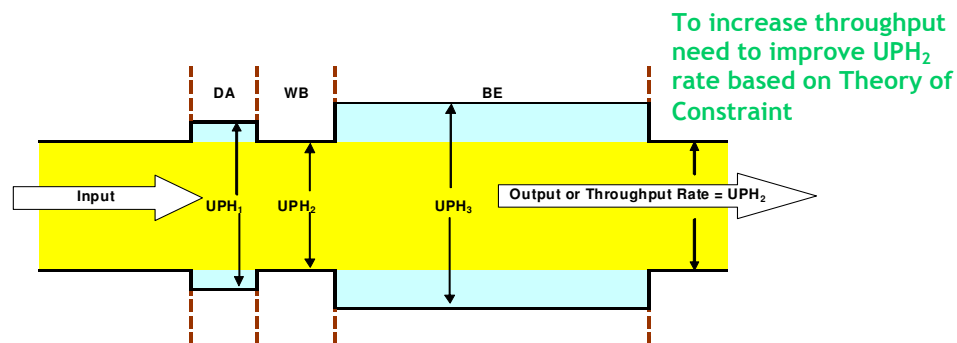 To increase throughput
need to improve UPH₂
rate based on Theory of
Constraint
DA
WB
BE
Input
UPH₁
UPH₂
UPH₃
Output or Throughput Rate = UPH₂